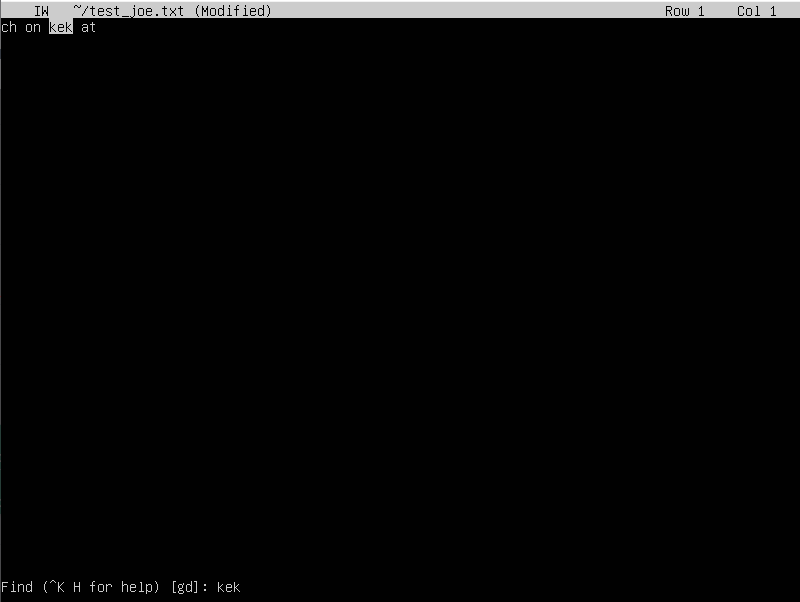 IW ~/test_joe.txt (Modified) Row 1 Col 1
ch on kek at
Find (^K H for help) [gd]: kek